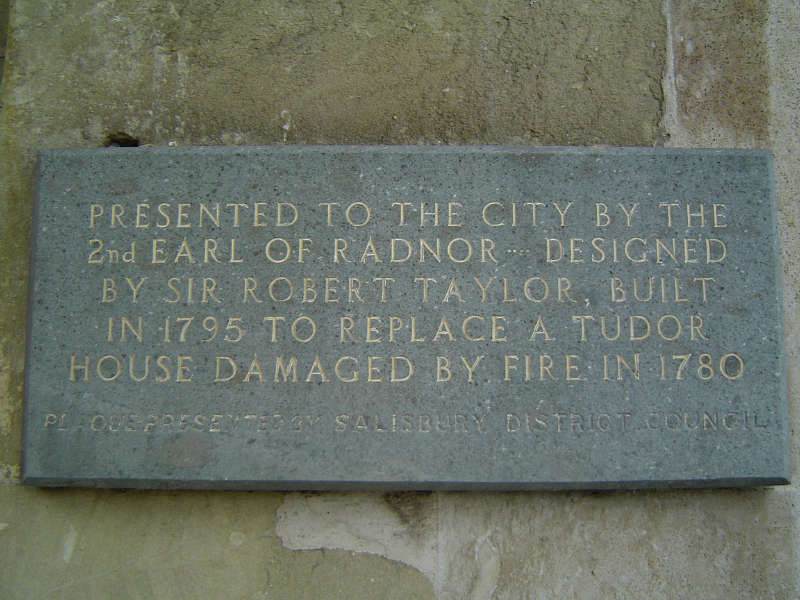 PRESENTED TO THE CITY BY THE
2nd EARL OF RADNOR ··· DESIGNED
BY SIR ROBERT TAYLOR, BUILT
IN 1795 TO REPLACE A TUDOR
HOUSE DAMAGED BY FIRE IN 1780
PLAQUE PRESENTED BY SALISBURY DISTRICT COUNCIL